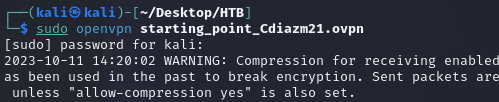 ┌──(kali㉿kali)-[~/Desktop/HTB]
└─$ sudo openvpn starting_point_Cdiazm21.ovpn
[sudo] password for kali:
2023-10-11 14:20:02 WARNING: Compression for receiving enabled
as been used in the past to break encryption. Sent packets are
unless "allow-compression yes" is also set.